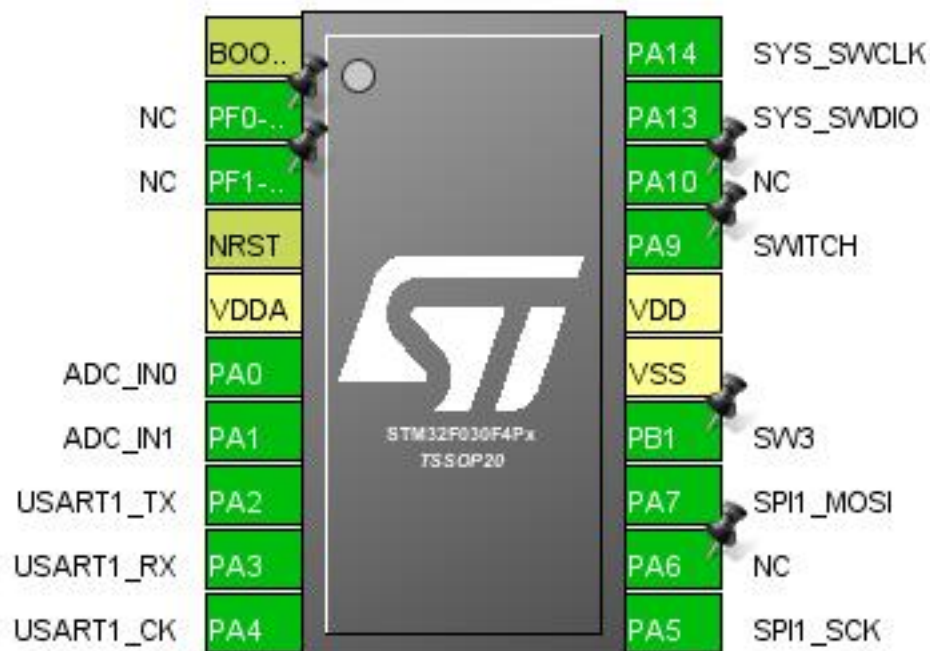 BOO.. PA14 SYS_SWCLK
NC PF0-.. PA13 SYS_SWDIO
NC PF1-.. PA10 NC
NRST PA9 SWITCH
VDDA VDD
ADC_IN0 PA0 VSS
ADC_IN1 PA1 PB1 SW3
STM32F030F4Px
TSSOP20
USART1_TX PA2 PA7 SPI1_MOSI
USART1_RX PA3 PA6 NC
USART1_CK PA4 PA5 SPI1_SCK
ST